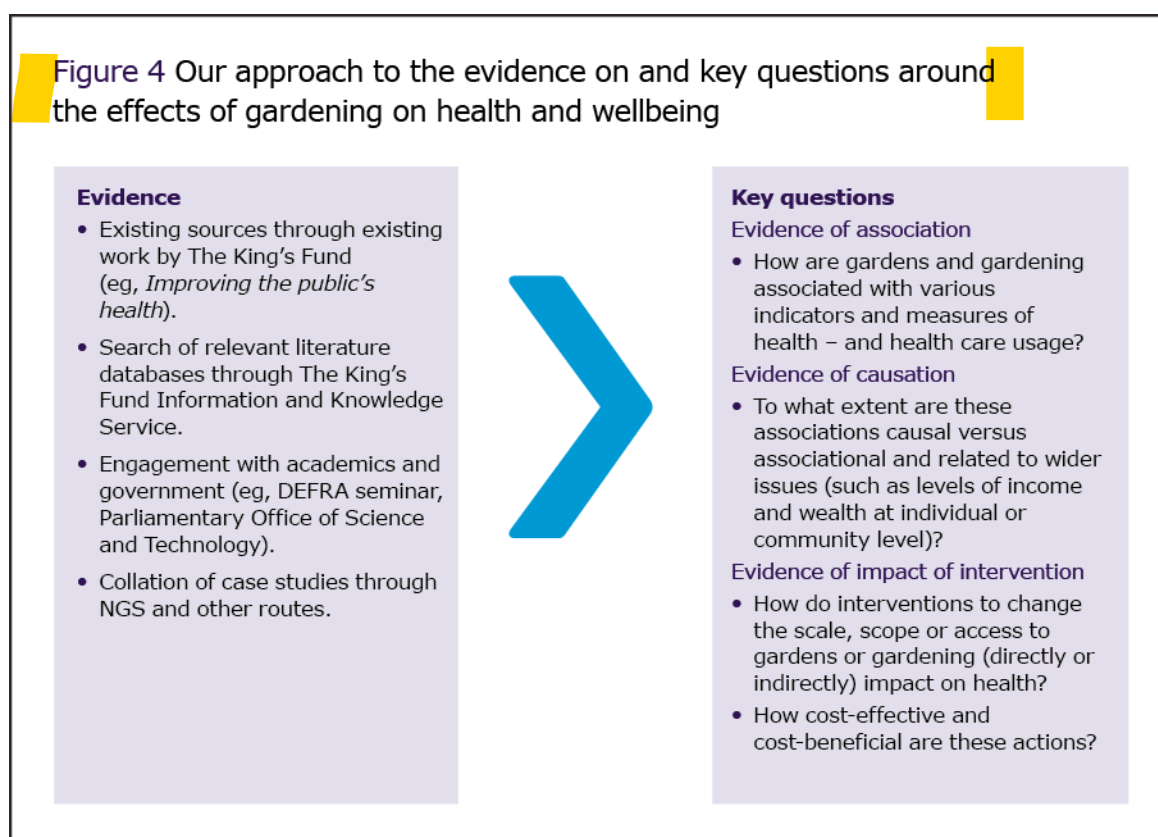 Figure 4 Our approach to the evidence on and key questions around
the effects of gardening on health and wellbeing
Evidence
• Existing sources through existing
work by The King’s Fund
(eg, Improving the public’s
health).
• Search of relevant literature
databases through The King’s
Fund Information and Knowledge
Service.
• Engagement with academics and
government (eg, DEFRA seminar,
Parliamentary Office of Science
and Technology).
• Collation of case studies through
NGS and other routes.
Key questions
Evidence of association
• How are gardens and gardening
associated with various
indicators and measures of
health – and health care usage?
Evidence of causation
• To what extent are these
associations causal versus
associational and related to wider
issues (such as levels of income
and wealth at individual or
community level)?
Evidence of impact of intervention
• How do interventions to change
the scale, scope or access to
gardens or gardening (directly or
indirectly) impact on health?
• How cost-effective and
cost-beneficial are these actions?